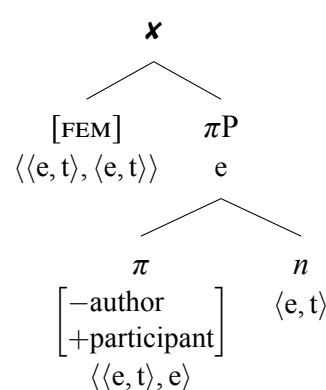 ✘
[FEM] πP
⟨⟨e, t⟩, ⟨e, t⟩⟩ e
π n
[−author
+participant] ⟨e, t⟩
⟨⟨e, t⟩, e⟩